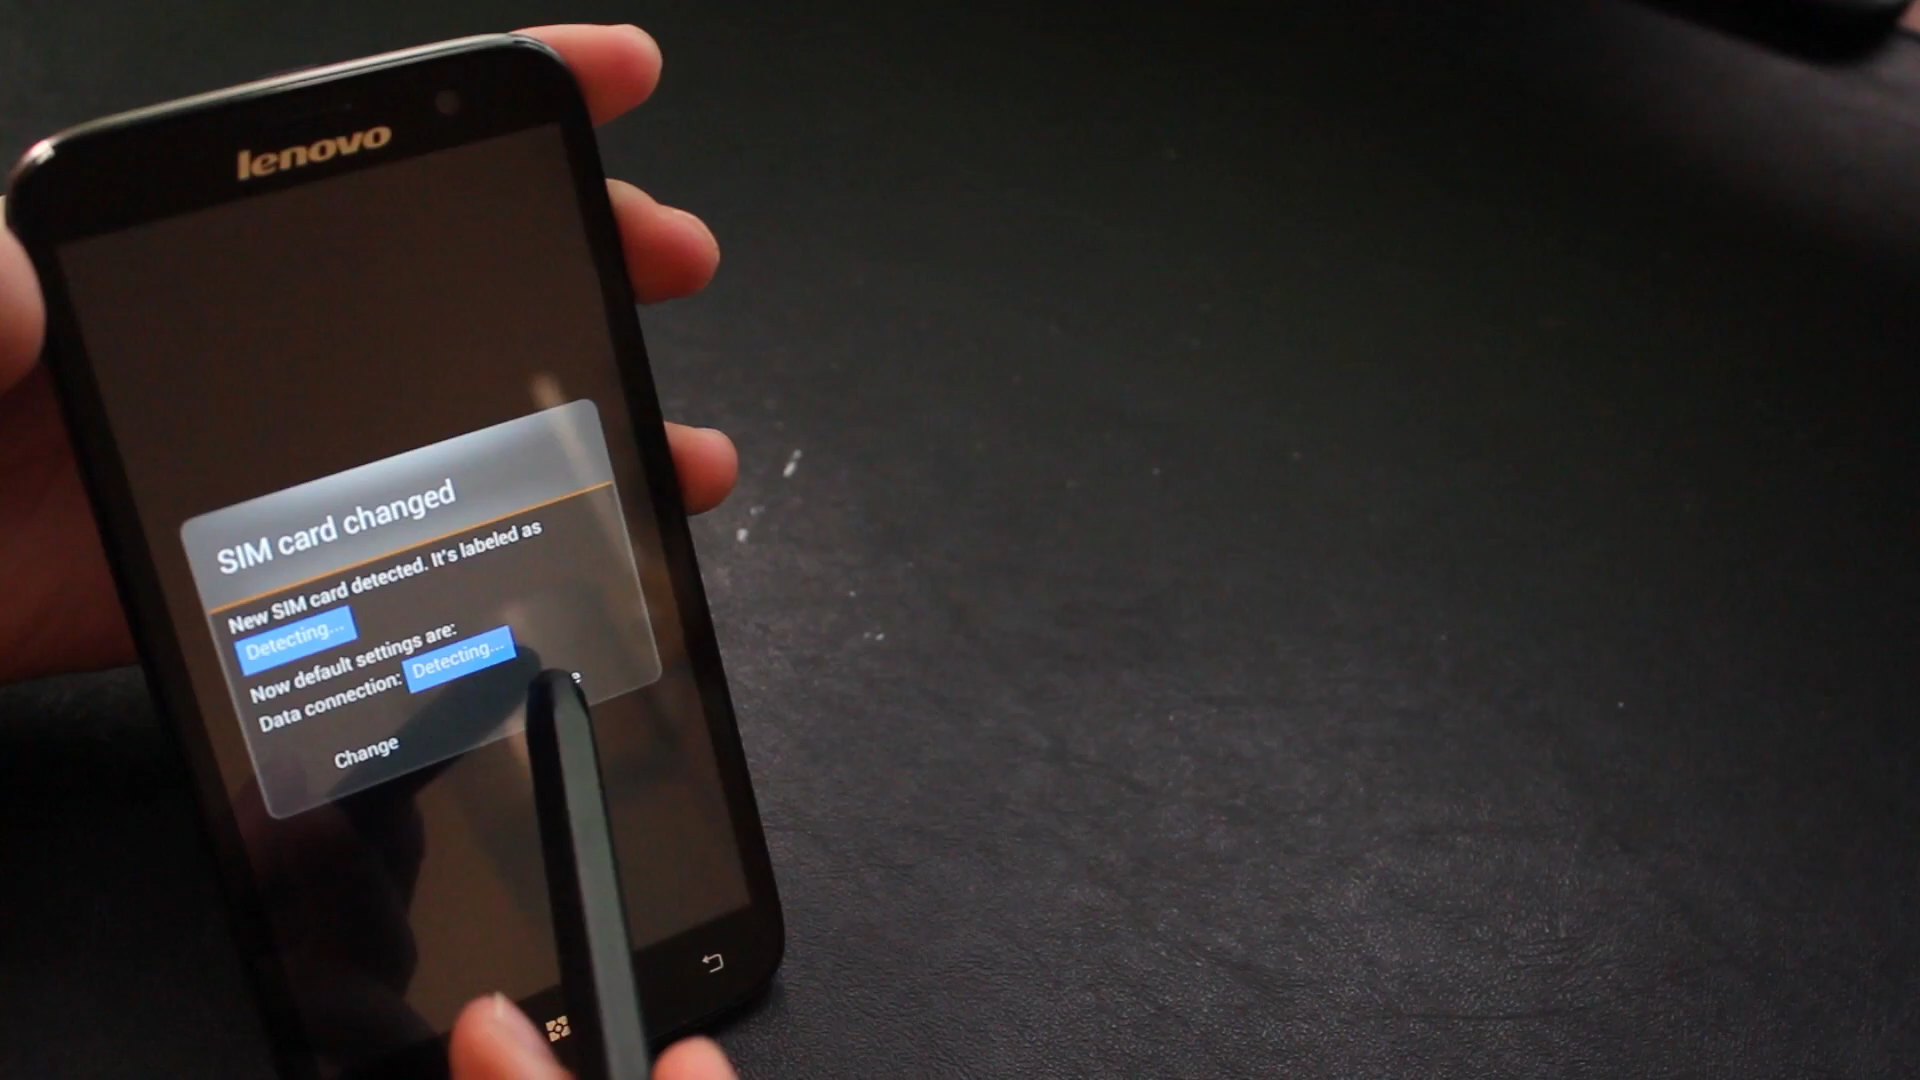 lenovo
SIM card changed
New SIM card detected. It's labeled as
Detecting...
Now default settings are:
Data connection: Detecting...
Change